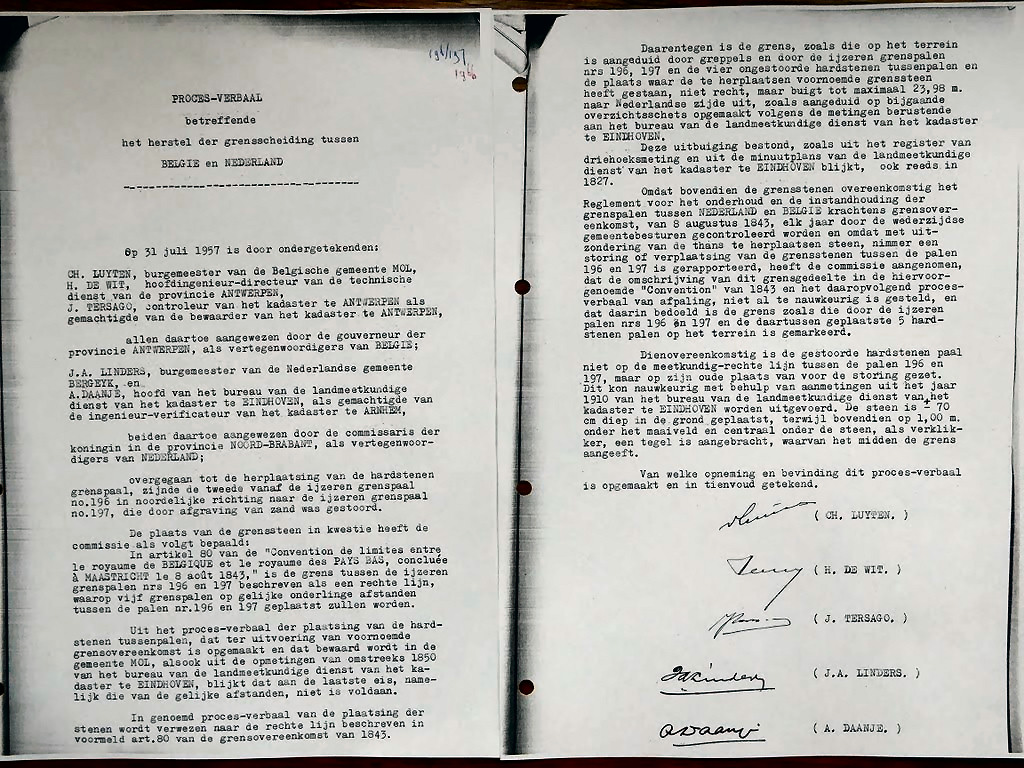 196/197
196
PROCES-VERBAAL
betreffende
het herstel der grensscheiding tussen
BELGIE en NEDERLAND
Op 31 juli 1957 is door ondergetekenden:
CH. LUYTEN, burgemeester van de Belgische gemeente MOL,
H. DE WIT, hoofdingenieur-directeur van de technische
dienst van de provincie ANTWERPEN,
J. TERSAGO, controleur van het kadaster te ANTWERPEN als
gemachtigde van de bewaarder van het kadaster te ANTWERPEN,
allen daartoe aangewezen door de gouverneur der
provincie ANTWERPEN, als vertegenwoordigers van BELGIE;
J.A. LINDERS, burgemeester van de Nederlandse gemeente
BERGEYK, en
A.DAANJE, hoofd van het bureau van de landmeetkundige
dienst van het kadaster te EINDHOVEN, als gemachtigde van
de ingenieur-verificateur van het kadaster te ARNHEM,
beiden daartoe aangewezen door de commissaris der
koningin in de provincie NOORD-BRABANT, als vertegenwoor-
digers van NEDERLAND;
overgegaan tot de herplaatsing van de hardstenen
grenspaal, zijnde de tweede vanaf de ijzeren grenspaal
no.196 in noordelijke richting naar de ijzeren grenspaal
no.197, die door afgraving van zand was gestoord.
De plaats van de grenssteen in kwestie heeft de
commissie als volgt bepaald:
In artikel 80 van de "Convention de limites entre
le royaume de BELGIQUE et le royaume des PAYS BAS, concluée
à MAASTRICHT le 8 août 1843," is de grens tussen de ijzeren
grenspalen nrs 196 en 197 beschreven als een rechte lijn,
waarop vijf grenspalen op gelijke onderlinge afstanden
tussen de palen nr.196 en 197 geplaatst zullen worden.
Uit het proces-verbaal der plaatsing van de hard-
stenen tussenpalen, dat ter uitvoering van voornoemde
grensovereenkomst is opgemaakt en dat bewaard wordt in de
gemeente MOL, alsook uit de opmetingen van omstreeks 1850
van het bureau van de landmeetkundige dienst van het ka-
daster te EINDHOVEN, blijkt dat aan de laatste eis, name-
lijk die van de gelijke afstanden, niet is voldaan.
In genoemd proces-verbaal van de plaatsing der
stenen wordt verwezen naar de rechte lijn beschreven in
voormeld art.80 van de grensovereenkomst van 1843.
Daarentegen is de grens, zoals die op het terrein
is aangeduid door greppels en door de ijzeren grenspalen
nrs 196, 197 en de vier ongestoorde hardstenen tussenpalen en
de plaats waar de te herplaatsen voornoemde grenssteen
heeft gestaan, niet recht, maar buigt tot maximaal 23,98 m.
naar Nederlandse zijde uit, zoals aangeduid op bijgaande
overzichtsschets opgemaakt volgens de metingen berustende
aan het bureau van de landmeetkundige dienst van het kadaster
te EINDHOVEN.
Deze uitbuiging bestond, zoals uit het register van
driehoeksmeting en uit de minuutplans van de landmeetkundige
dienst van het kadaster te EINDHOVEN blijkt, ook reeds in
1827.
Omdat bovendien de grensstenen overeenkomstig het
Reglement voor het onderhoud en de instandhouding der
grenspalen tussen NEDERLAND en BELGIE krachtens grensover-
eenkomst, van 8 augustus 1843, elk jaar door de wederzijdse
gemeentebesturen gecontroleerd worden en omdat met uit-
zondering van de thans te herplaatsen steen, nimmer een
storing of verplaatsing van de grensstenen tussen de palen
196 en 197 is gerapporteerd, heeft de commissie aangenomen,
dat de omschrijving van dit grensgedeelte in de hiervoor-
genoemde "Convention" van 1843 en het daaropvolgend proces-
verbaal van afpaling, niet al te nauwkeurig is gesteld, en
dat daarin bedoeld is de grens zoals die door de ijzeren
palen nrs 196 en 197 en de daartussen geplaatste 5 hard-
stenen palen op het terrein is gemarkeerd.
Dienovereenkomstig is de gestoorde hardstenen paal
niet op de meetkundig-rechte lijn tussen de palen 196 en
197, maar op zijn oude plaats van voor de storing gezet.
Dit kon nauwkeurig met behulp van aanmetingen uit het jaar
1910 van het bureau van de landmeetkundige dienst van het
kadaster te EINDHOVEN worden uitgevoerd. De steen is ± 70
cm diep in de grond geplaatst, terwijl bovendien op 1,00 m.
onder het maaiveld en centraal onder de steen, als verklik-
ker, een tegel is aangebracht, waarvan het midden de grens
aangeeft.
Van welke opneming en bevinding dit proces-verbaal
is opgemaakt en in tienvoud getekend.
( CH. LUYTEN. )
( H. DE WIT. )
( J. TERSAGO. )
JALinders ( J.A. LINDERS. )
A Daanje ( A. DAANJE. )